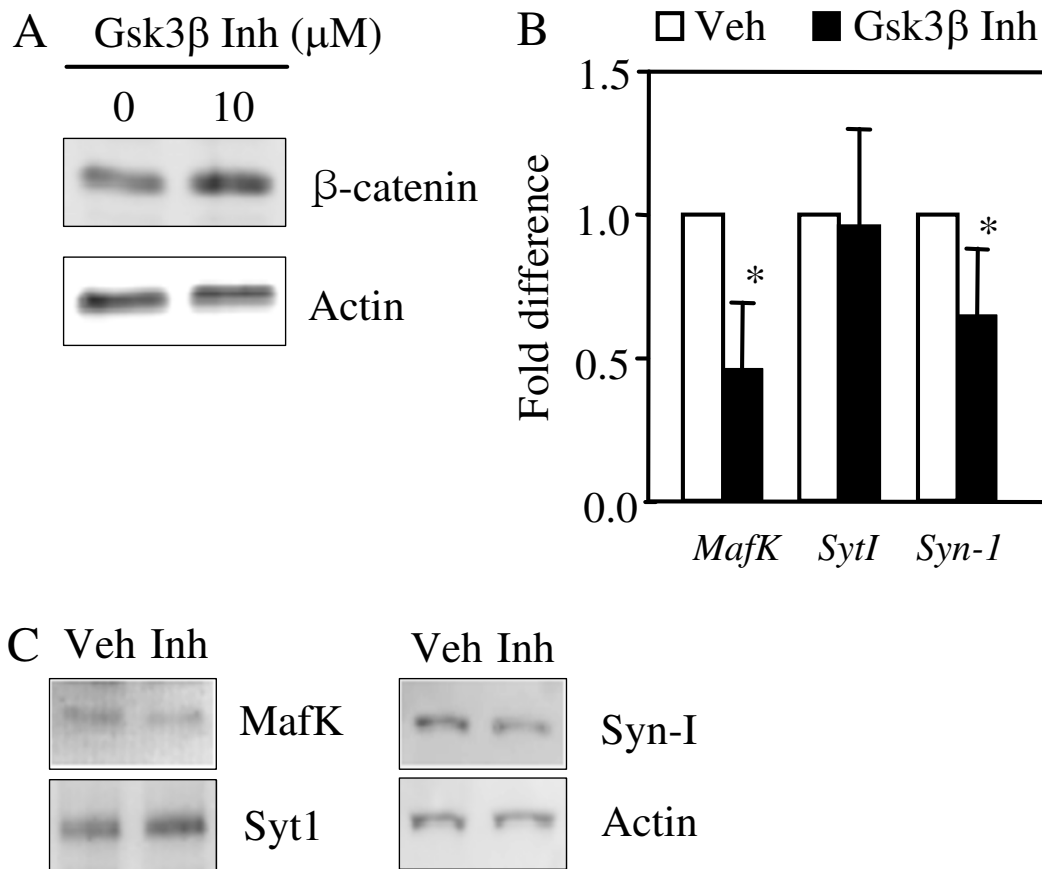 A Gsk3β Inh (μM)
0 10
β-catenin
Actin
B Veh Gsk3β Inh
Fold difference
1.5
1.0
0.5
0.0
* *
MafK SytI Syn-1
C Veh Inh
MafK
Syt1
Veh Inh
Syn-I
Actin